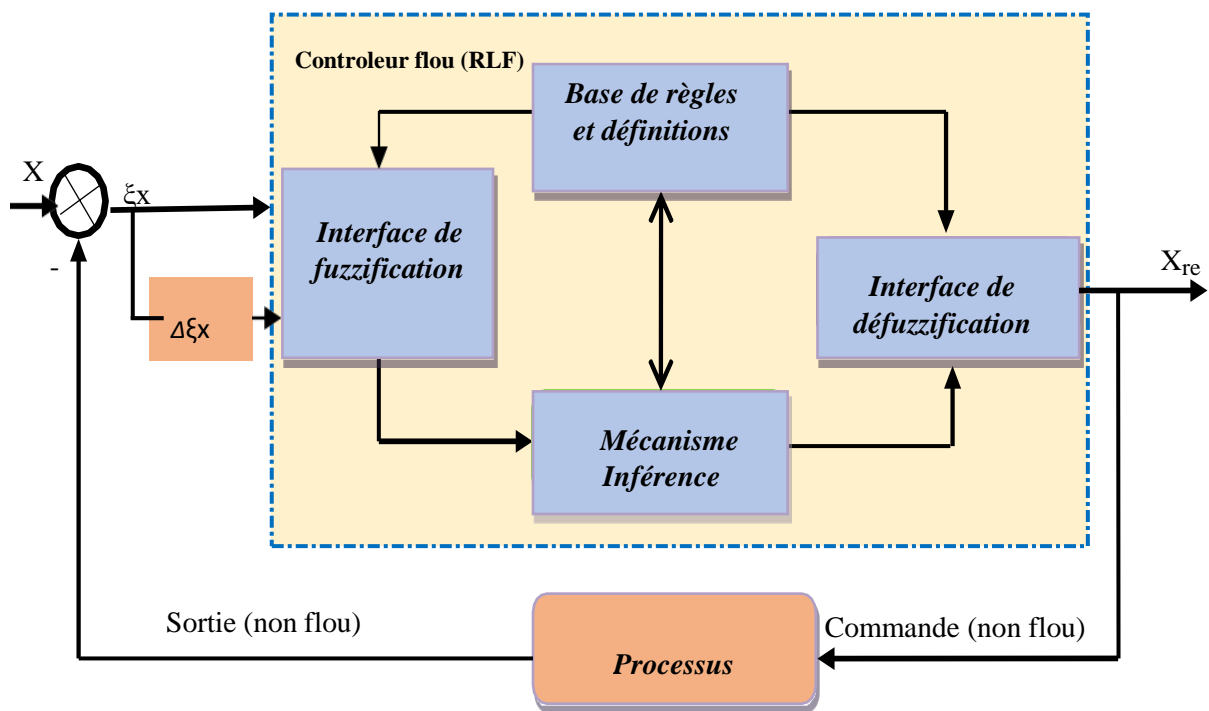 Controleur flou (RLF)
Base de règles
et définitions
X
ξx
Interface de
fuzzification
-
Δξx
Interface de
défuzzification
Xre
Mécanisme
Inférence
Sortie (non flou)
Commande (non flou)
Processus